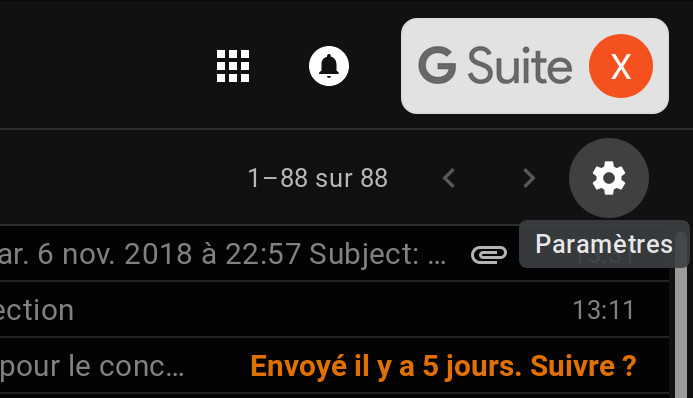 G Suite X
1–88 sur 88
Paramètres
ar. 6 nov. 2018 à 22:57 Subject: ...
ection 13:11
pour le conc... Envoyé il y a 5 jours. Suivre ?